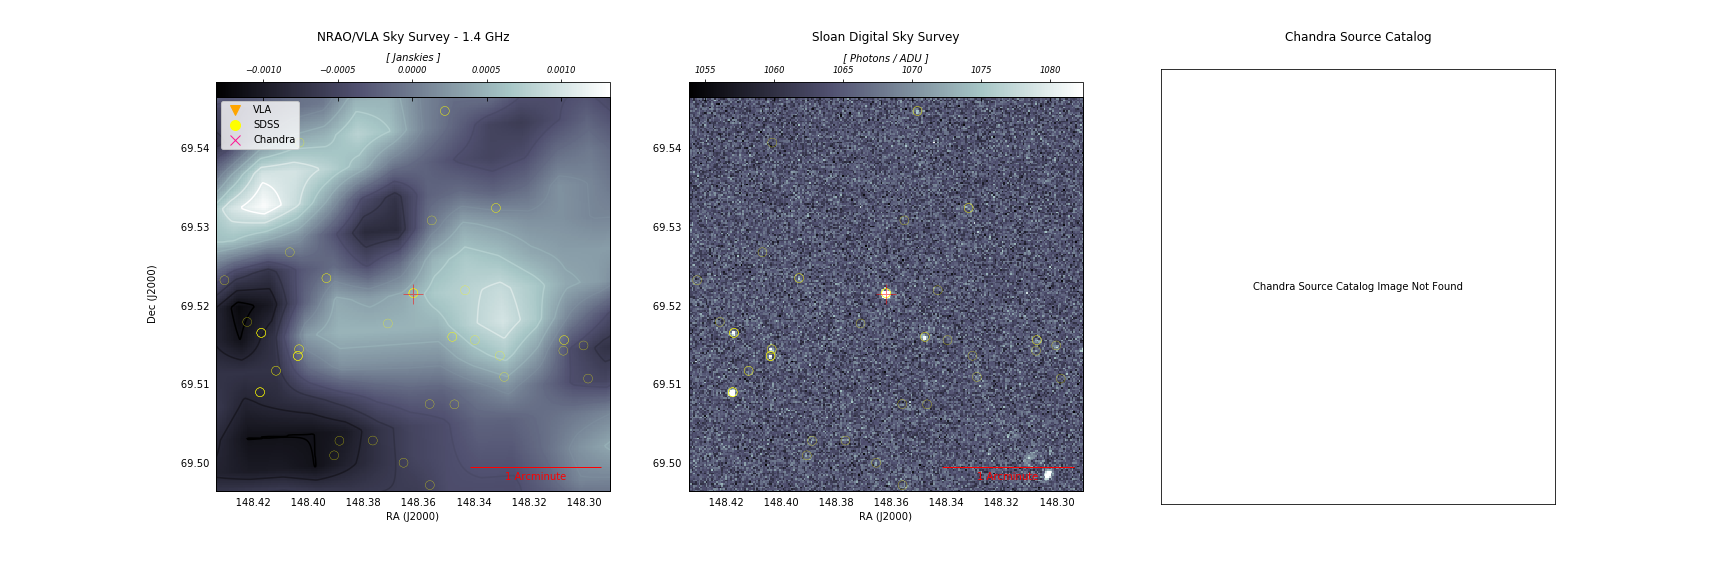 NRAO/VLA Sky Survey - 1.4 GHz
[ Janskies ]
−0.0010 −0.0005 0.0000 0.0005 0.0010
VLA
SDSS
Chandra
69.54
69.53
69.52
69.51
69.50
Dec (J2000)
1 Arcminute
148.42 148.40 148.38 148.36 148.34 148.32 148.30
RA (J2000)
Sloan Digital Sky Survey
[ Photons / ADU ]
1055 1060 1065 1070 1075 1080
69.54
69.53
69.52
69.51
69.50
1 Arcminute
148.42 148.40 148.38 148.36 148.34 148.32 148.30
RA (J2000)
Chandra Source Catalog
Chandra Source Catalog Image Not Found